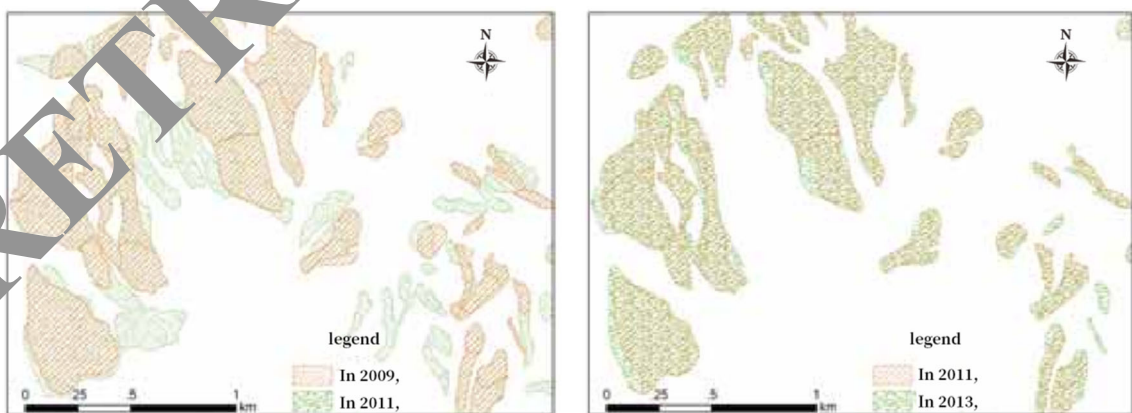 RETR
N
legend
In 2009,
In 2011,
0 25 .5 1
km
N
legend
In 2011,
In 2013,
0 25 .5 1
km